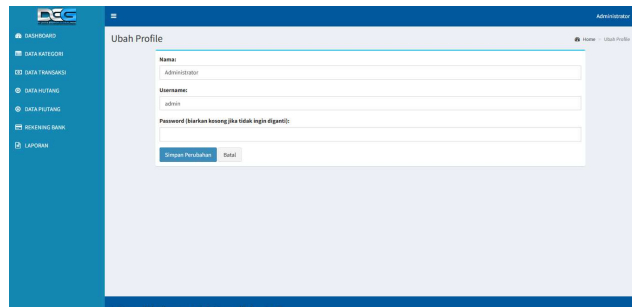 DEG
Administrator
DASHBOARD
DATA KATEGORI
DATA TRANSAKSI
DATA HUTANG
DATA PIUTANG
REKENING BANK
LAPORAN
Ubah Profile
Home > Ubah Profile
Nama:
Administrator
Username:
admin
Password (biarkan kosong jika tidak ingin diganti):
Simpan Perubahan Batal